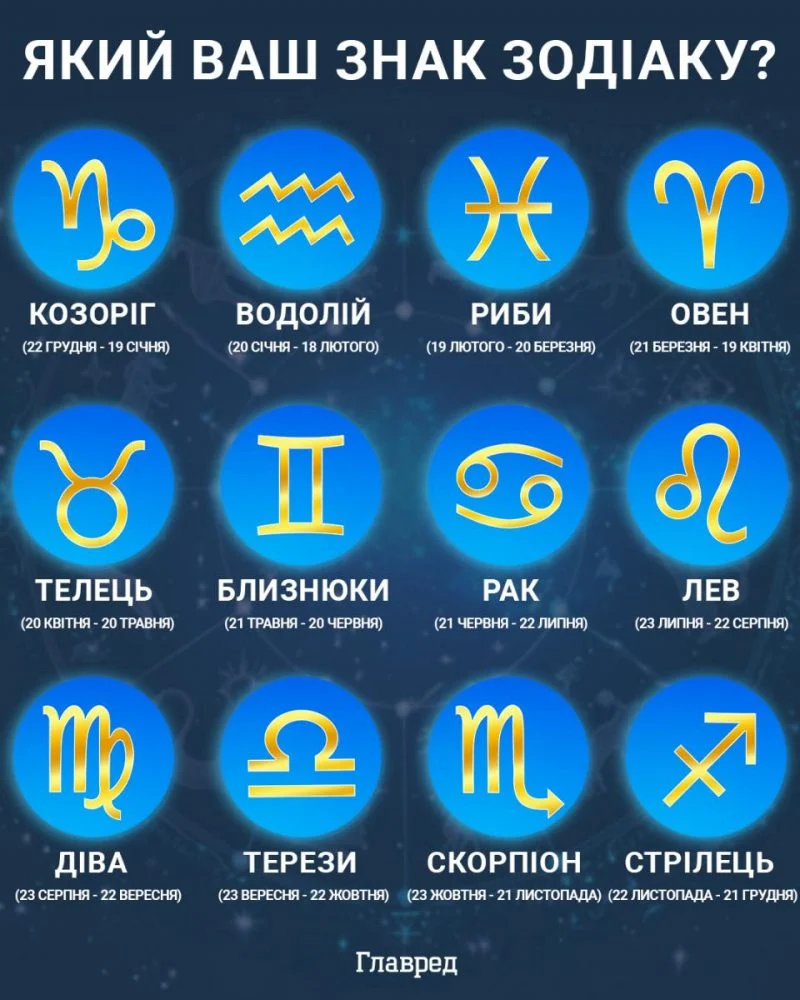 ЯКИЙ ВАШ ЗНАК ЗОДІАКУ?
КОЗОРІГ
(22 ГРУДНЯ - 19 СІЧНЯ)
ВОДОЛІЙ
(20 СІЧНЯ - 18 ЛЮТОГО)
РИБИ
(19 ЛЮТОГО - 20 БЕРЕЗНЯ)
ОВЕН
(21 БЕРЕЗНЯ - 19 КВІТНЯ)
ТЕЛЕЦЬ
(20 КВІТНЯ - 20 ТРАВНЯ)
БЛИЗНЮКИ
(21 ТРАВНЯ - 20 ЧЕРВНЯ)
РАК
(21 ЧЕРВНЯ - 22 ЛИПНЯ)
ЛЕВ
(23 ЛИПНЯ - 22 СЕРПНЯ)
ДІВА
(23 СЕРПНЯ - 22 ВЕРЕСНЯ)
ТЕРЕЗИ
(23 ВЕРЕСНЯ - 22 ЖОВТНЯ)
СКОРПІОН
(23 ЖОВТНЯ - 21 ЛИСТОПАДА)
СТРІЛЕЦЬ
(22 ЛИСТОПАДА - 21 ГРУДНЯ)
Главред